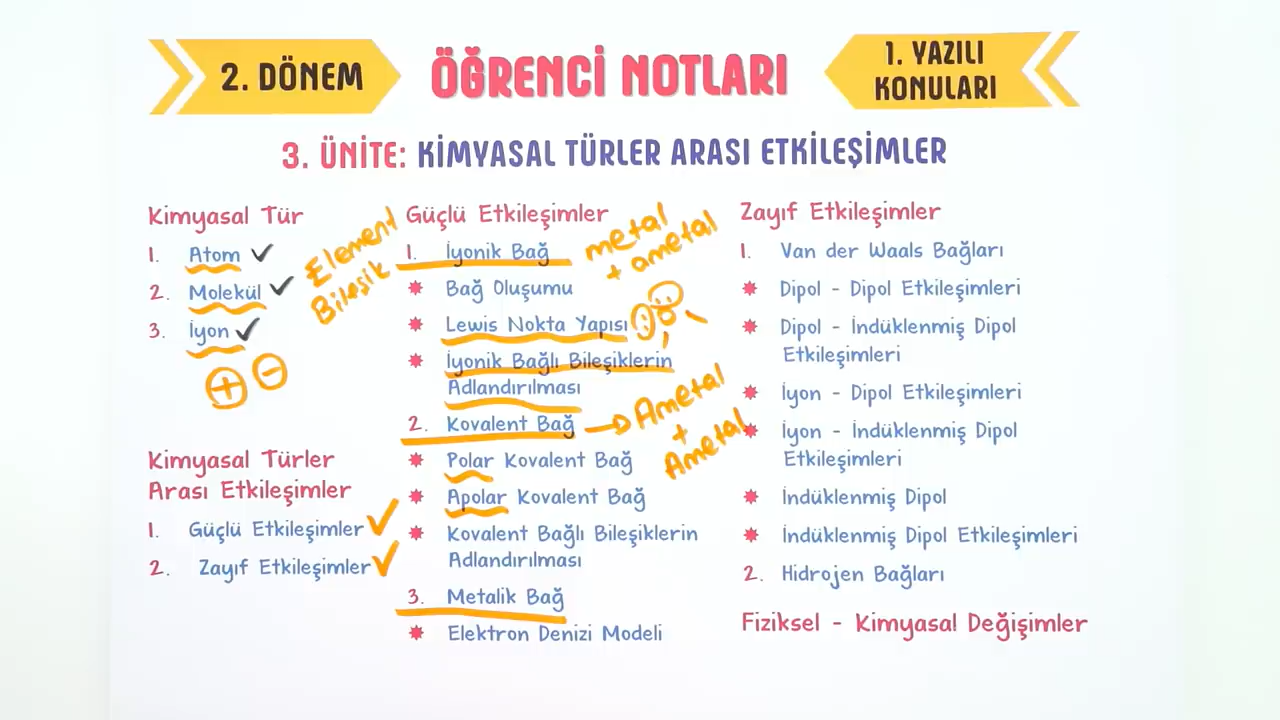 2. DÖNEM
ÖĞRENCİ NOTLARI
1. YAZILI
KONULARI
3. ÜNİTE: KİMYASAL TÜRLER ARASI ETKİLEŞİMLER
Kimyasal Tür
1. Atom
2. Molekül
3. İyon
Element
Bileşik
+ -
Kimyasal Türler
Arası Etkileşimler
1. Güçlü Etkileşimler
2. Zayıf Etkileşimler
Güçlü Etkileşimler
1. İyonik Bağ
metal
+ ametal
Bağ Oluşumu
Lewis Nokta Yapısı
İyonik Bağlı Bileşiklerin
Adlandırılması
2. Kovalent Bağ
Ametal
+
Ametal
Polar Kovalent Bağ
Apolar Kovalent Bağ
Kovalent Bağlı Bileşiklerin
Adlandırılması
3. Metalik Bağ
Elektron Denizi Modeli
Zayıf Etkileşimler
1. Van der Waals Bağları
Dipol - Dipol Etkileşimleri
Dipol - İndüklenmiş Dipol
Etkileşimleri
İyon - Dipol Etkileşimleri
İyon - İndüklenmiş Dipol
Etkileşimleri
İndüklenmiş Dipol
İndüklenmiş Dipol Etkileşimleri
2. Hidrojen Bağları
Fiziksel - Kimyasal Değişimler